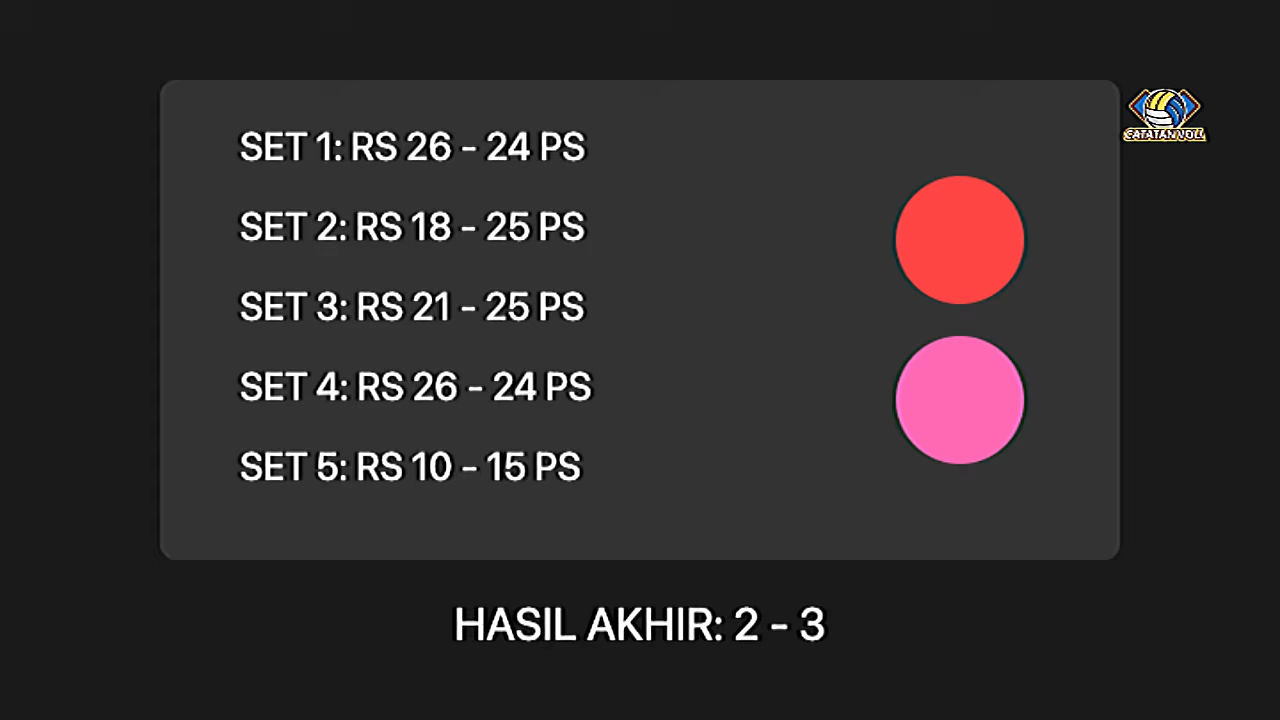 SET 1: RS 26 - 24 PS
SET 2: RS 18 - 25 PS
SET 3: RS 21 - 25 PS
SET 4: RS 26 - 24 PS
SET 5: RS 10 - 15 PS
HASIL AKHIR: 2 - 3
CATATAN VOLI